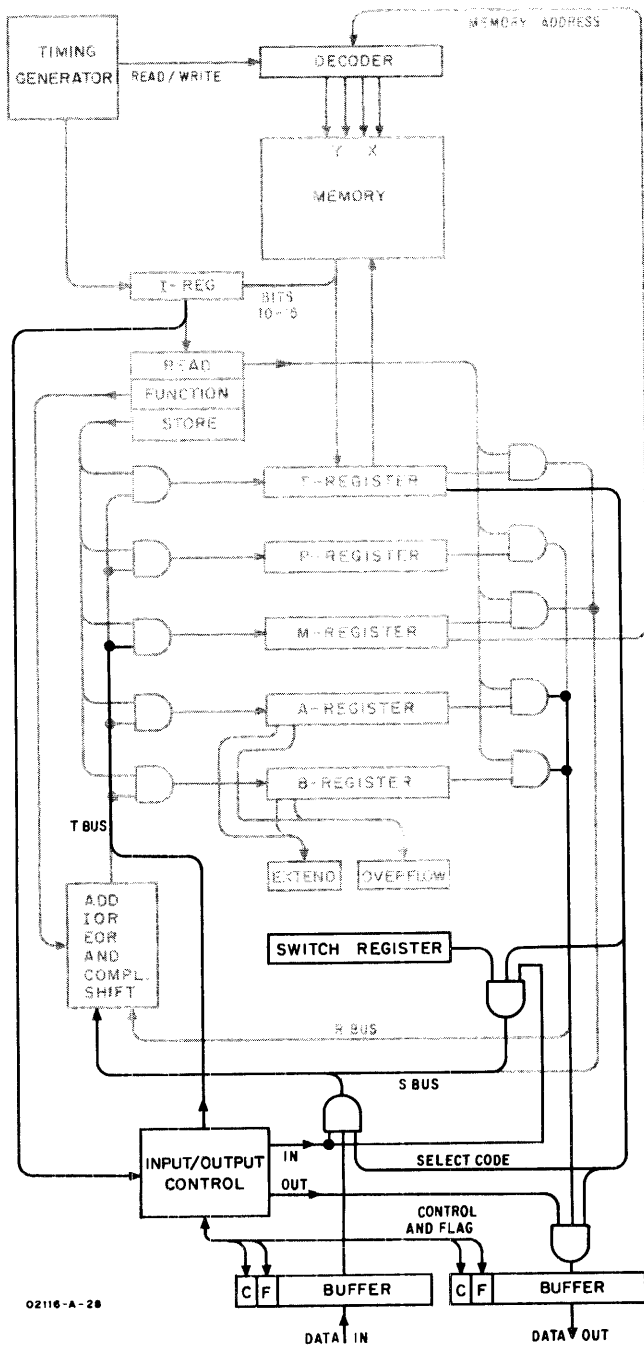 MEMORY ADDRESS
TIMING
GENERATOR
READ/WRITE
DECODER
Y X
MEMORY
I-REG
BITS
10-15
READ
FUNCTION
STORE
T-REGISTER
P-REGISTER
M-REGISTER
A-REGISTER
B-REGISTER
T BUS
EXTEND
OVERFLOW
ADD
IOR
EOR
AND
COMPL.
SHIFT
SWITCH REGISTER
R BUS
S BUS
INPUT/OUTPUT
CONTROL
IN
SELECT CODE
OUT
CONTROL
AND FLAG
C F BUFFER
C F BUFFER
02116-A-28
DATA IN
DATA OUT